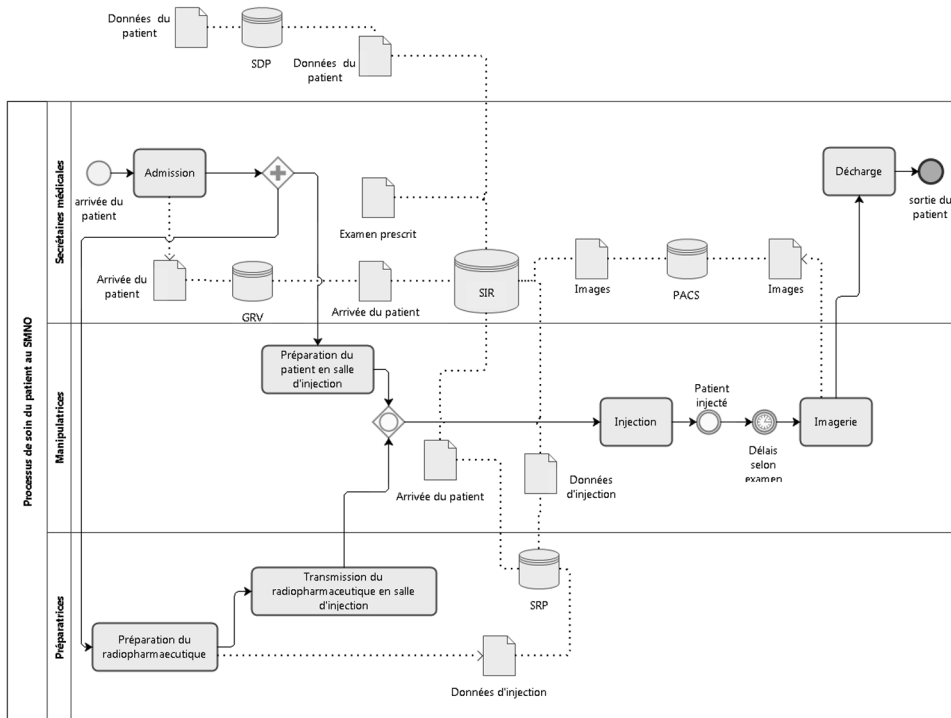 Données du
patient
SDP
Données du
patient
Processus de soin du patient au SMNO
Secrétaires médicales
arrivée du
patient
Admission
Examen prescrit
Décharge
sortie du
patient
Arrivée du
patient
GRV
Arrivée du patient
SIR
Images
PACS
Images
Manipulatrices
Préparation du
patient en salle
d'injection
Injection
Patient
injecté
Délais
selon
examen
Imagerie
Arrivée du patient
Données
d'injection
Préparatrices
Transmission du
radiopharmaceutique en salle
d'injection
SRP
Préparation du
radiopharmaecutique
Données d'injection